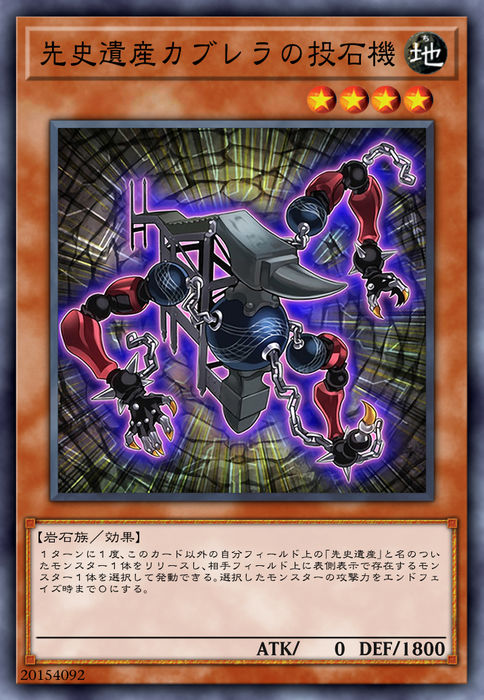 先史遺産カブレラの投石機
地
ち
【岩石族／効果】
１ターンに１度、このカード以外の自分フィールド上の「先史遺産」と名のつい
たモンスター１体をリリースし、相手フィールド上に表側表示で存在するモン
スター１体を選択して発動できる。選択したモンスターの攻撃力をエンドフェ
イズ時まで０にする。
ATK/ 0 DEF/1800
20154092